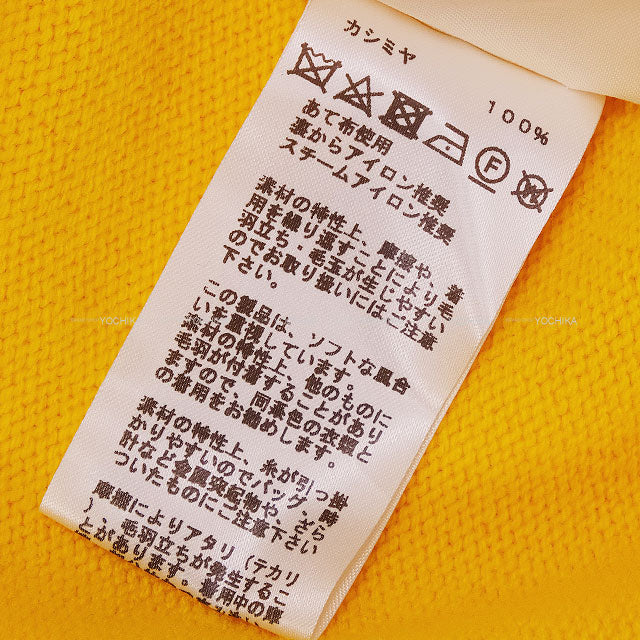 カシミヤ 100%
F
W
あて布使用
裏からアイロン推奨
スチームアイロン推奨
素材の特性上、摩擦や、着
用を繰り返すことにより毛
羽立ち・毛玉が生じやすい
のでお取り扱いにはご注意
下さい。
この製品は、ソフトな風合
いを重視しています。
素材の特性上、他のものに
毛羽が付着することがあり
ますので、同系色の衣類と
の着用をお勧めします。
素材の特性上、糸が引っ掛
かりやすいのでバッグ、時
計など金属装飾物や、ざら
ついたものにご注意下さい
摩擦によりアタリ（テカリ
）、毛羽立ちが発生するこ
とがあります。着用中の摩
YOCHIKA
YOCHIKA